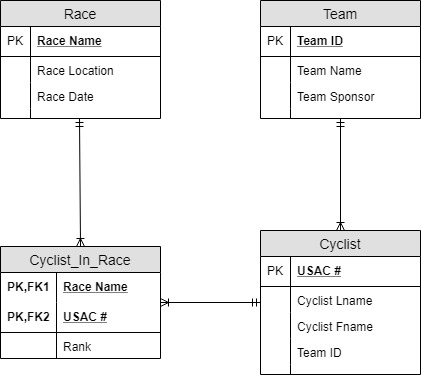 Race
PK Race Name
Race Location
Race Date
Team
PK Team ID
Team Name
Team Sponsor
Cyclist_In_Race
PK,FK1 Race Name
PK,FK2 USAC #
Rank
Cyclist
PK USAC #
Cyclist Lname
Cyclist Fname
Team ID